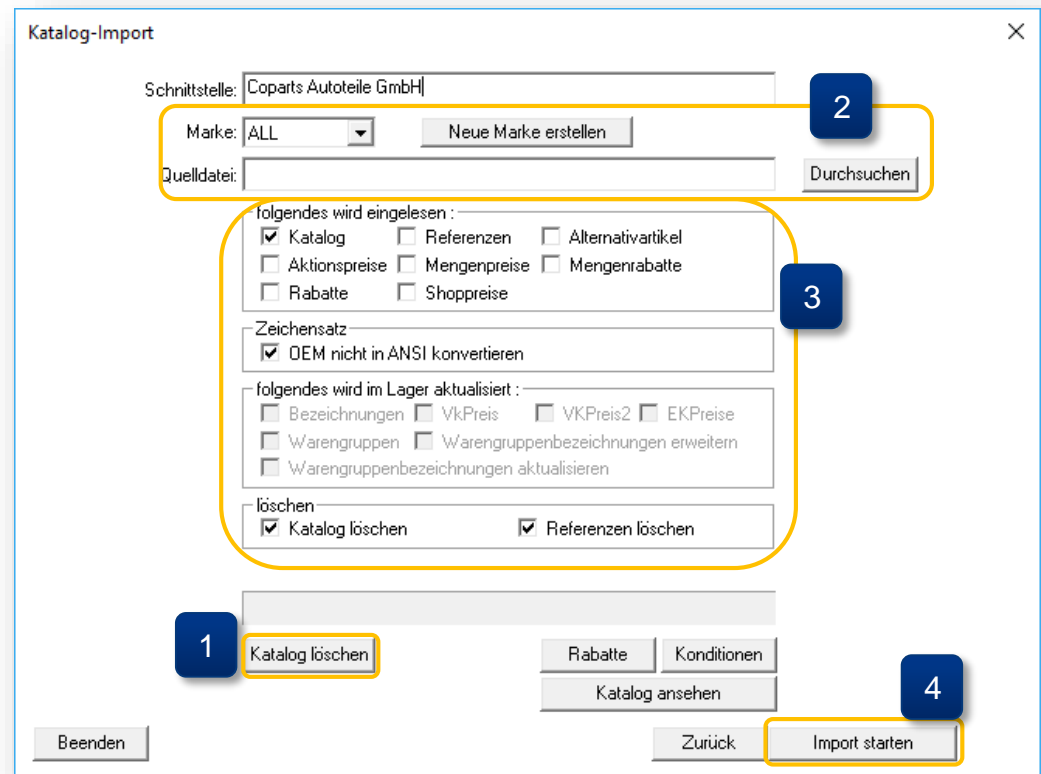 Katalog-Import
Schnittstelle: Coparts Autoteile GmbH
2
Marke: ALL Neue Marke erstellen
Quelldatei: Durchsuchen
folgendes wird eingelesen :
Katalog Referenzen Alternativartikel
Aktionspreise Mengenpreise Mengenrabatte
3
Rabatte Shoppreise
Zeichensatz
OEM nicht in ANSI konvertieren
folgendes wird im Lager aktualisiert :
Bezeichnungen VkPreis VKPreis2 EKPreise
Warengruppen Warengruppenbezeichnungen erweitern
Warengruppenbezeichnungen aktualisieren
löschen
Katalog löschen Referenzen löschen
1
Katalog löschen Rabatte Konditionen
Katalog ansehen
4
Beenden Zurück Import starten